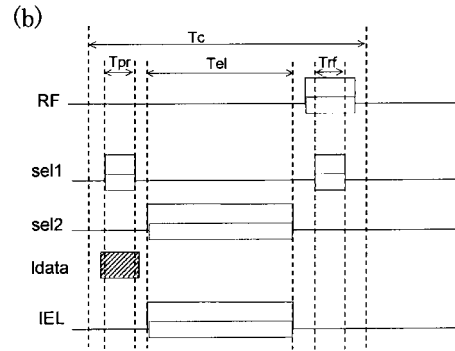 (b)
Tc
Tpr
Tel
Trf
RF
sel1
sel2
Idata
IEL